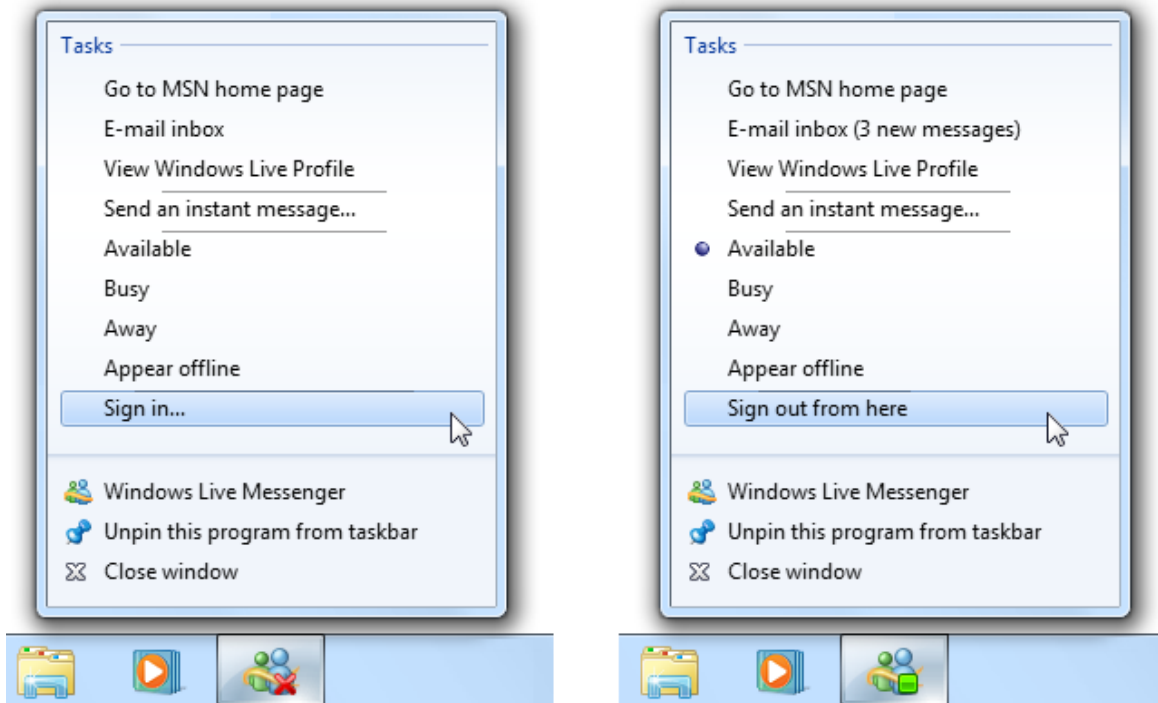 Tasks
Go to MSN home page
E-mail inbox
View Windows Live Profile
Send an instant message...
Available
Busy
Away
Appear offline
Sign in...
Windows Live Messenger
Unpin this program from taskbar
Close window
Tasks
Go to MSN home page
E-mail inbox (3 new messages)
View Windows Live Profile
Send an instant message...
Available
Busy
Away
Appear offline
Sign out from here
Windows Live Messenger
Unpin this program from taskbar
Close window